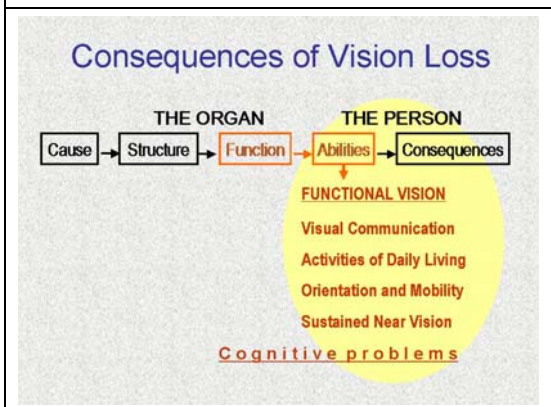 Consequences of Vision Loss
THE ORGAN THE PERSON
Cause Structure Function Abilities Consequences
FUNCTIONAL VISION
Visual Communication
Activities of Daily Living
Orientation and Mobility
Sustained Near Vision
Cognitive problems